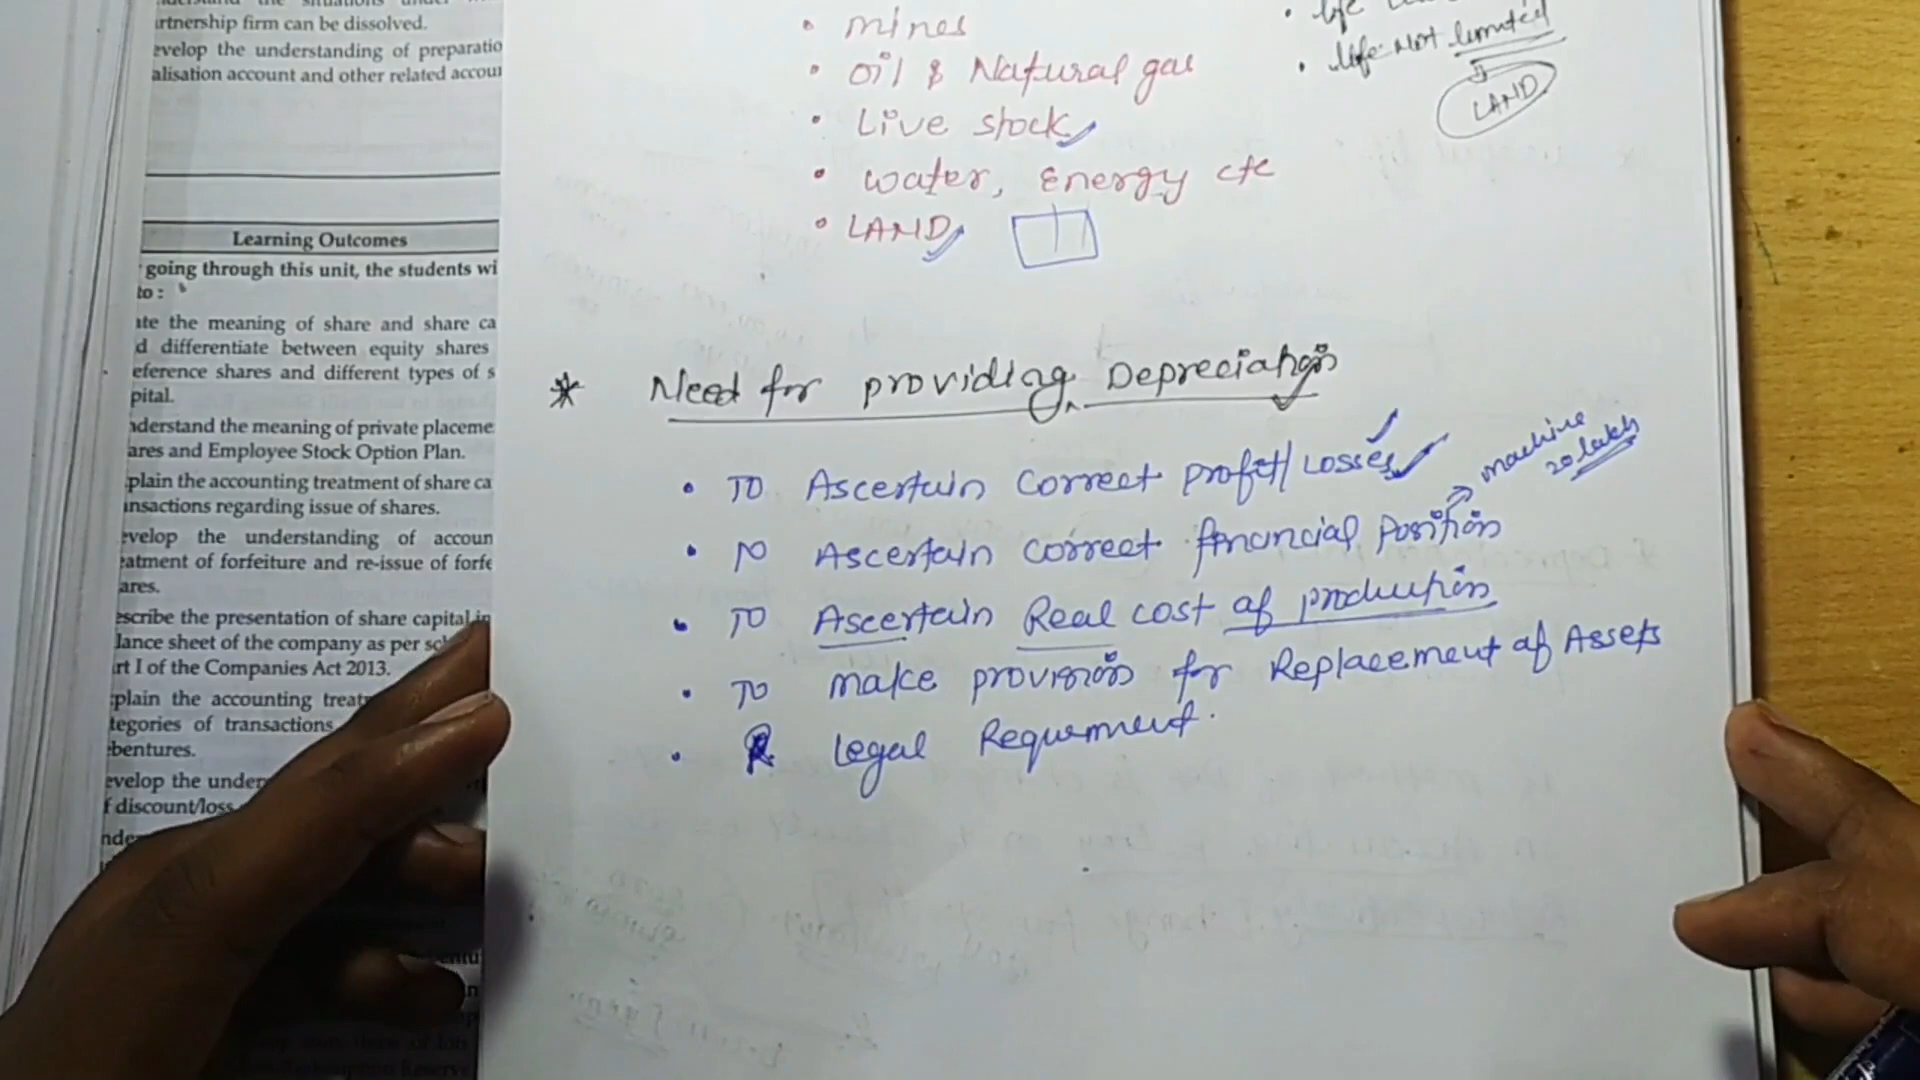 rtnership firm can be dissolved.
evelop the understanding of preparatio
alisation account and other related accou
Learning Outcomes
going through this unit, the students wi
to :
ate the meaning of share and share ca
d differentiate between equity shares
eference shares and different types of s
pital.
nderstand the meaning of private placeme
ares and Employee Stock Option Plan.
plain the accounting treatment of share ca
ansactions regarding issue of shares.
evelop the understanding of accoun
eatment of forfeiture and re-issue of forfe
ares.
escribe the presentation of share capital in
lance sheet of the company as per
rt I of the Companies Act 2013.
plain the accounting treat
tegories of transactions
ebentures.
evelop the under
f discount/loss
• mines
• Oil & Natural gas
• Live stock
• water, Energy etc
• LAND
• life
• life Not limited
LAND
* Need for providing Depreciation
• TO Ascertain Correct profit/Losses
machine
20 lakh
• TO Ascertain correct financial position
• TO Ascertain Real cost of production
• TO make provision for Replacement of Assets
• Legal Requrment.